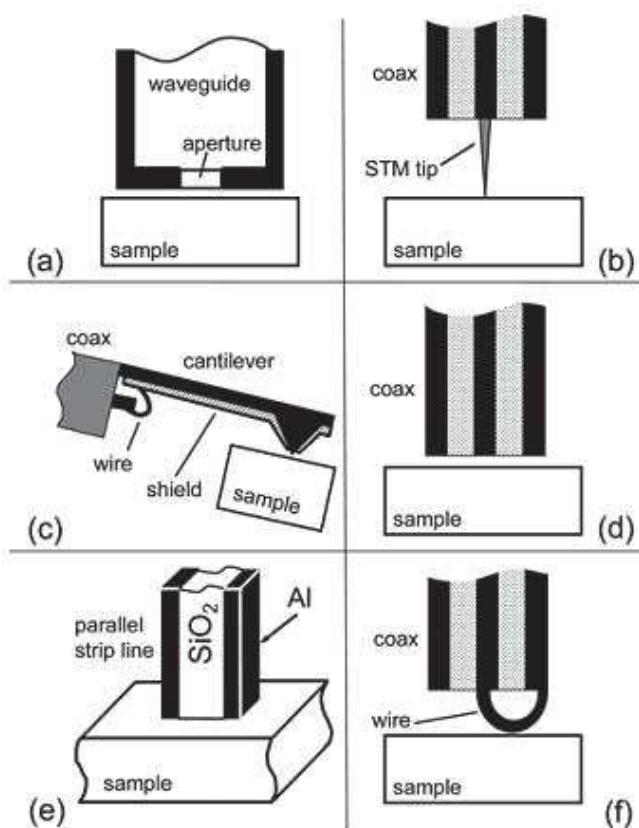 waveguide
aperture
sample
(a)
coax
STM tip
sample
(b)
coax
cantilever
wire
shield
sample
(c)
coax
sample
(d)
parallel
strip line
SiO₂
Al
sample
(e)
coax
wire
sample
(f)